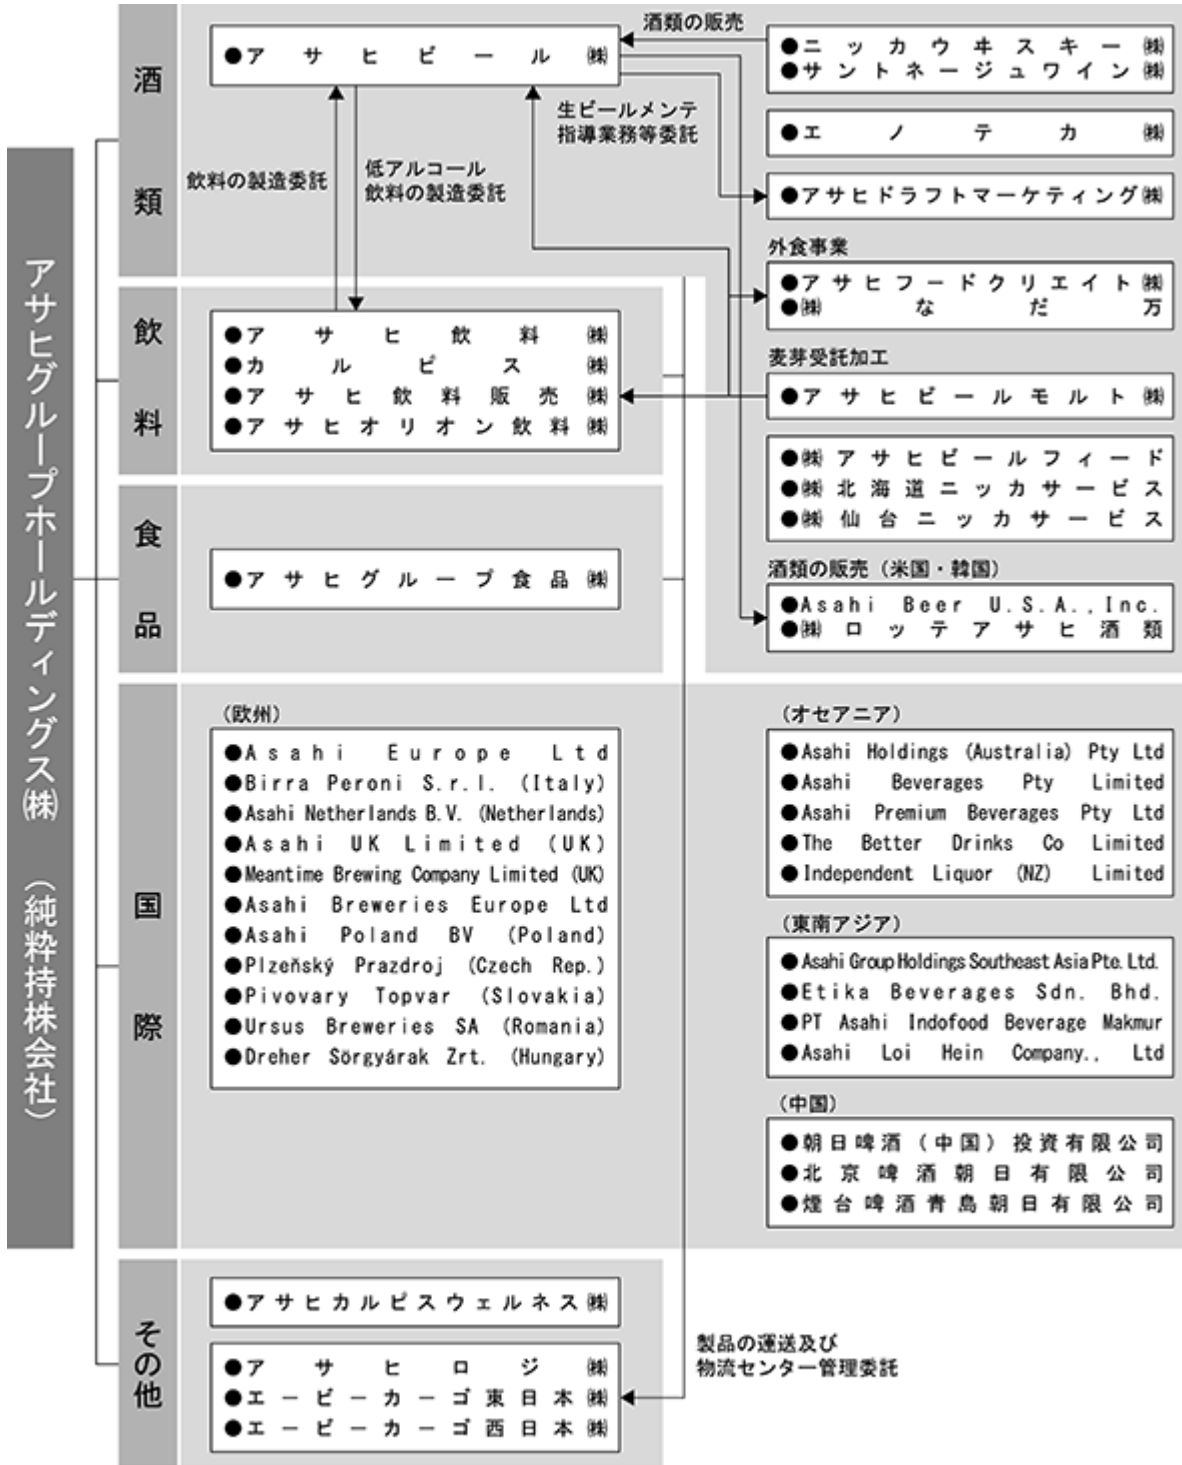 アサヒグループホールディングス㈱　（純粋持株会社）
酒類
●アサヒビール㈱
酒類の販売
●ニッカウヰスキー㈱
●サントネージュワイン㈱
生ビールメンテ
指導業務等委託
●エノテカ㈱
飲料の製造委託
低アルコール
飲料の製造委託
●アサヒドラフトマーケティング㈱
外食事業
●アサヒフードクリエイト㈱
●㈱なだ万
麦芽受託加工
●アサヒビールモルト㈱
●㈱アサヒビールフィード
●㈱北海道ニッカサービス
●㈱仙台ニッカサービス
酒類の販売（米国・韓国）
●Asahi Beer U.S.A.,Inc.
●㈱ロッテアサヒ酒類
飲料
●アサヒ飲料㈱
●カルピス㈱
●アサヒ飲料販売㈱
●アサヒオリオン飲料㈱
食品
●アサヒグループ食品㈱
国際
（欧州）
●Asahi Europe Ltd
●Birra Peroni S.r.l. (Italy)
●Asahi Netherlands B.V. (Netherlands)
●Asahi UK Limited (UK)
●Meantime Brewing Company Limited (UK)
●Asahi Breweries Europe Ltd
●Asahi Poland BV (Poland)
●Plzeňský Prazdroj (Czech Rep.)
●Pivovary Topvar (Slovakia)
●Ursus Breweries SA (Romania)
●Dreher Sörgyárak Zrt. (Hungary)
（オセアニア）
●Asahi Holdings (Australia) Pty Ltd
●Asahi Beverages Pty Limited
●Asahi Premium Beverages Pty Ltd
●The Better Drinks Co Limited
●Independent Liquor (NZ) Limited
（東南アジア）
●Asahi Group Holdings Southeast Asia Pte. Ltd.
●Etika Beverages Sdn. Bhd.
●PT Asahi Indofood Beverage Makmur
●Asahi Loi Hein Company., Ltd
（中国）
●朝日啤酒（中国）投資有限公司
●北京啤酒朝日有限公司
●煙台啤酒青島朝日有限公司
その他
●アサヒカルピスウェルネス㈱
●アサヒロジ㈱
●エービーカーゴ東日本㈱
●エービーカーゴ西日本㈱
製品の運送及び
物流センター管理委託